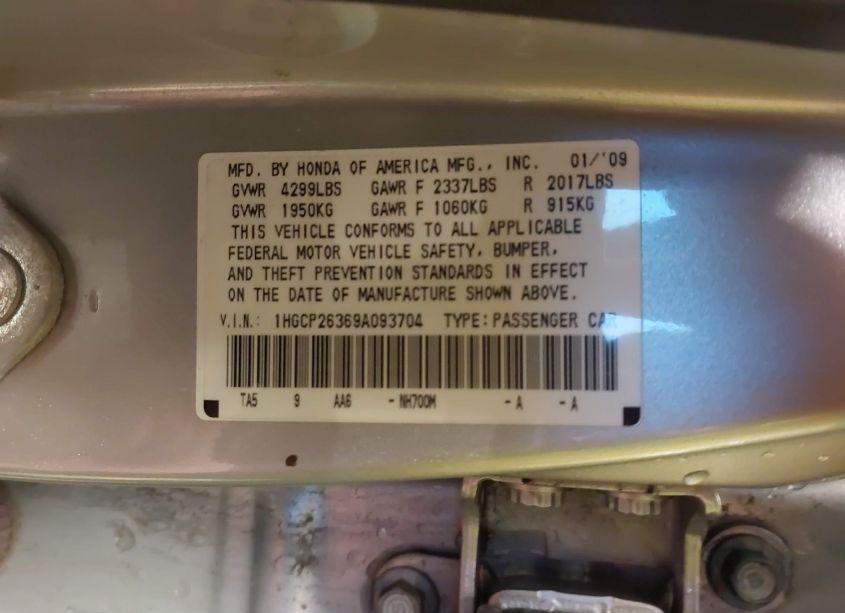 MFD. BY HONDA OF AMERICA MFG., INC. 01/'09
GVWR 4299LBS GAWR F 2337LBS R 2017LBS
GVWR 1950KG GAWR F 1060KG R 915KG
THIS VEHICLE CONFORMS TO ALL APPLICABLE
FEDERAL MOTOR VEHICLE SAFETY, BUMPER,
AND THEFT PREVENTION STANDARDS IN EFFECT
ON THE DATE OF MANUFACTURE SHOWN ABOVE.
V.I.N.: 1HGCP26369A093704 TYPE: PASSENGER CAR
TA5 9 AA6 - NH700M - A - A